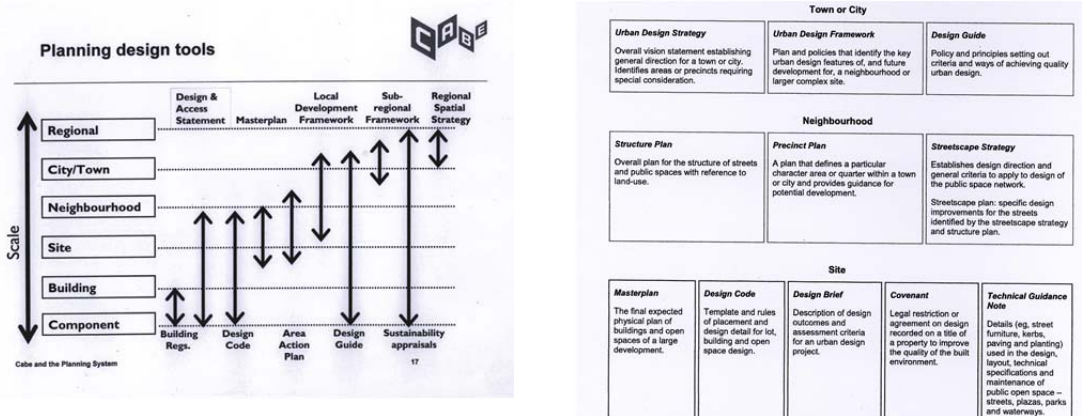 CABE
Planning design tools
Design &
Access
Statement
Masterplan
Local
Development
Framework
Sub-
regional
Framework
Regional
Spatial
Strategy
Scale
Regional
City/Town
Neighbourhood
Site
Building
Component
Building
Regs.
Design
Code
Area
Action
Plan
Design
Guide
Sustainability
appraisals
Cabe and the Planning System
17
Town or City
Urban Design Strategy
Overall vision statement establishing
general direction for a town or city.
Identifies areas or precincts requiring
special consideration.
Urban Design Framework
Plan and policies that identify the key
urban design features of, and future
development for, a neighbourhood or
larger complex site.
Design Guide
Policy and principles setting out
criteria and ways of achieving quality
urban design.
Neighbourhood
Structure Plan
Overall plan for the structure of streets
and public spaces with reference to
land-use.
Precinct Plan
A plan that defines a particular
character area or quarter within a town
or city and provides guidance for
potential development.
Streetscape Strategy
Establishes design direction and
general criteria to apply to design of
the public space network.
Streetscape plan: specific design
improvements for the streets
identified by the streetscape strategy
and structure plan.
Site
Masterplan
The final expected
physical plan of
buildings and open
spaces of a large
development.
Design Code
Template and rules
of placement and
design detail for lot,
building and open
space design.
Design Brief
Description of design
outcomes and
assessment criteria
for an urban design
project.
Covenant
Legal restriction or
agreement on design
recorded on a title of
a property to improve
the quality of the built
environment.
Technical Guidance
Note
Details (eg, street
furniture, kerbs,
paving and planting)
used in the design,
layout, technical
specifications and
maintenance of
public open space –
streets, plazas, parks
and waterways.